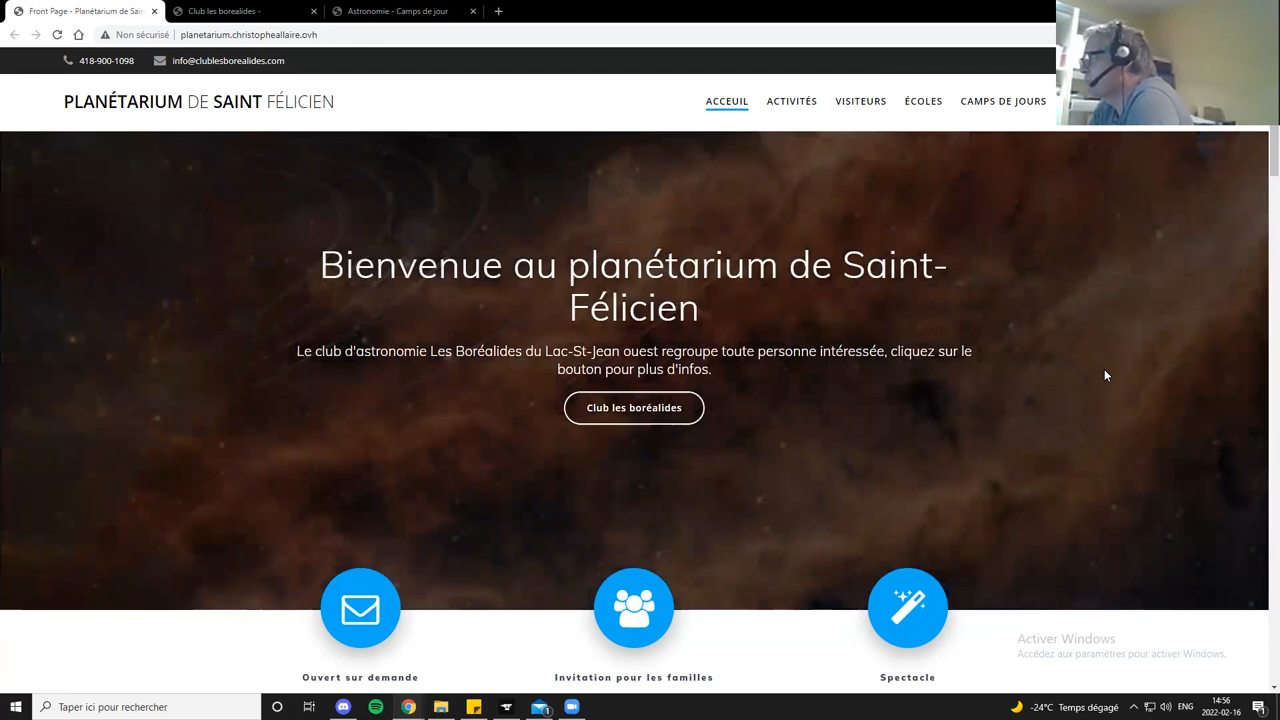 Front Page - Planétarium de Sain
Club les borealides -
Astronomie - Camps de jour
Non sécurisé
planetarium.christopheallaire.ovh
418-900-1098
info@clublesborealides.com
PLANÉTARIUM DE SAINT FÉLICIEN
ACCEUIL
ACTIVITÉS
VISITEURS
ÉCOLES
CAMPS DE JOURS
Bienvenue au planétarium de Saint-
Félicien
Le club d'astronomie Les Boréalides du Lac-St-Jean ouest regroupe toute personne intéressée, cliquez sur le
bouton pour plus d'infos.
Club les boréalides
Activer Windows
Accédez aux paramètres pour activer Windows.
Ouvert sur demande
Invitation pour les familles
Spectacle
Taper ici pour rechercher
-24°C Temps dégagé
ENG
14:56
2022-02-16